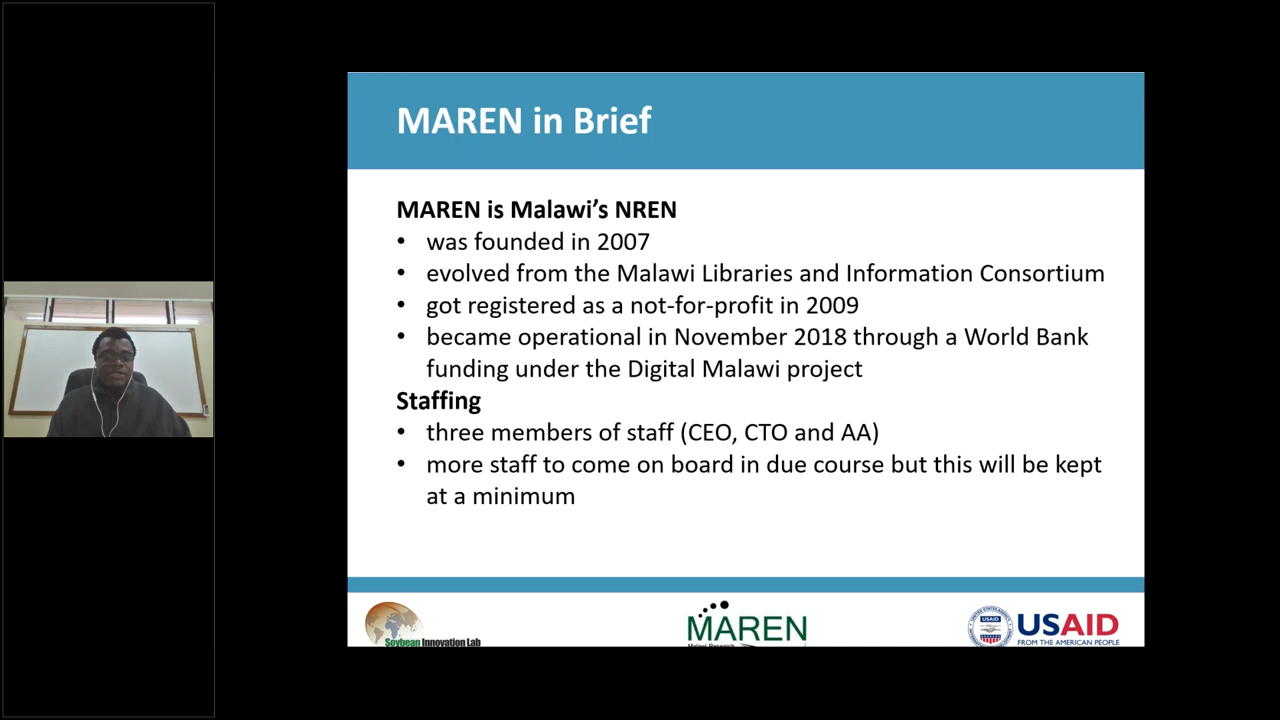 MAREN in Brief
MAREN is Malawi’s NREN
• was founded in 2007
• evolved from the Malawi Libraries and Information Consortium
• got registered as a not-for-profit in 2009
• became operational in November 2018 through a World Bank
funding under the Digital Malawi project
Staffing
• three members of staff (CEO, CTO and AA)
• more staff to come on board in due course but this will be kept
at a minimum
Soybean Innovation Lab
MAREN
Malawi Research
USAID
USAID
FROM THE AMERICAN PEOPLE